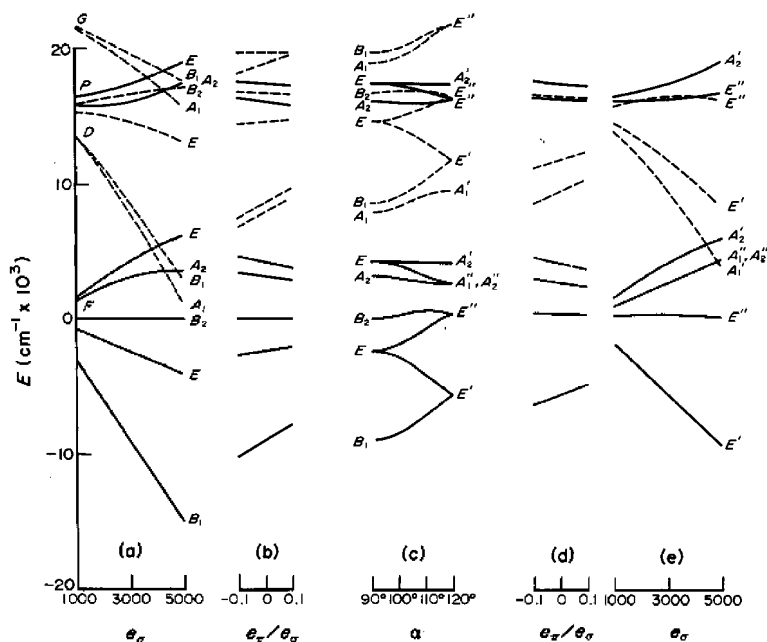 G
20
P
E
B₁ A₂
B₂
A₁
E
D
10
E
A₂
B₁
F
A₁
0
B₂
E
B₁
-10
-20
E (cm⁻¹ x 10³)
B₁
A₁
E
B₂
A₂
E
B₁
A₁
E
A₂
B₂
E
B₁
E''
A₂'
E''
E''
E'
A₁'
A₂'
A₁'', A₂''
E''
E'
A₂'
E''
E''
E'
A₂'
A₁'', A₂''
A₁'
E''
E'
(a) (b) (c) (d) (e)
1000 3000 5000
-0.1 0 0.1
90° 100° 110° 120°
-0.1 0 0.1
1000 3000 5000
eσ
eπ/eσ
α
eπ/eσ
eσ